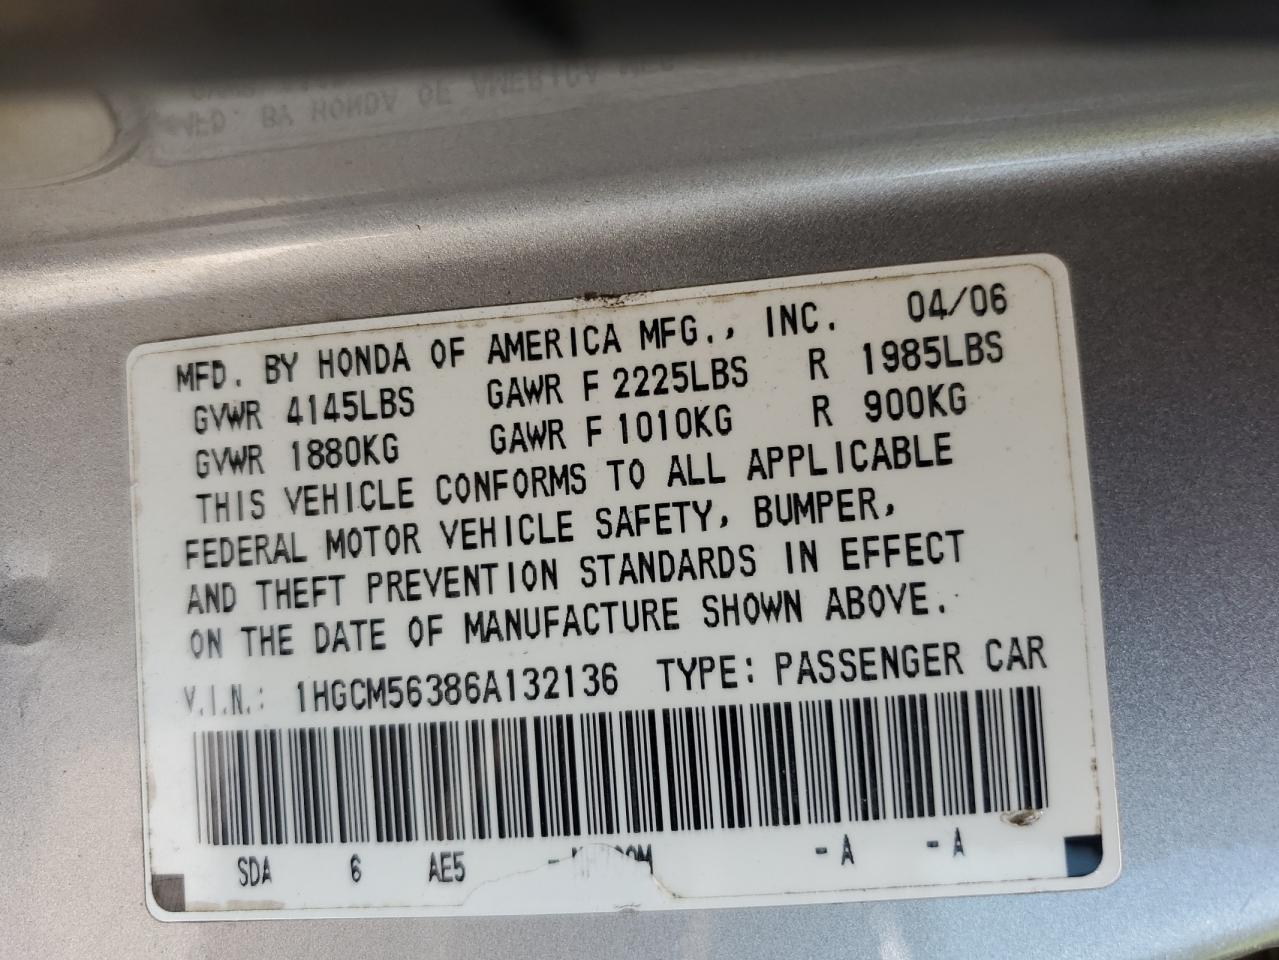 MFD. BY HONDA OF AMERICA MFG., INC. 04/06
GVWR 4145LBS GAWR F 2225LBS R 1985LBS
GVWR 1880KG GAWR F 1010KG R 900KG
THIS VEHICLE CONFORMS TO ALL APPLICABLE
FEDERAL MOTOR VEHICLE SAFETY, BUMPER,
AND THEFT PREVENTION STANDARDS IN EFFECT
ON THE DATE OF MANUFACTURE SHOWN ABOVE.
V.I.N.: 1HGCM56386A132136 TYPE: PASSENGER CAR
SDA 6 AE5 - A - A